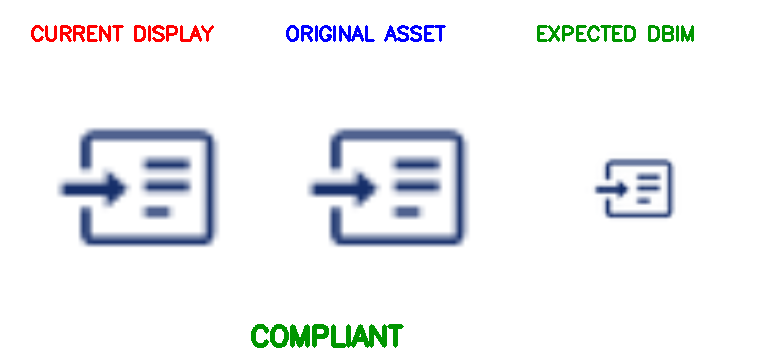 CURRENT DISPLAY
ORIGINAL ASSET
EXPECTED DBIM
COMPLIANT